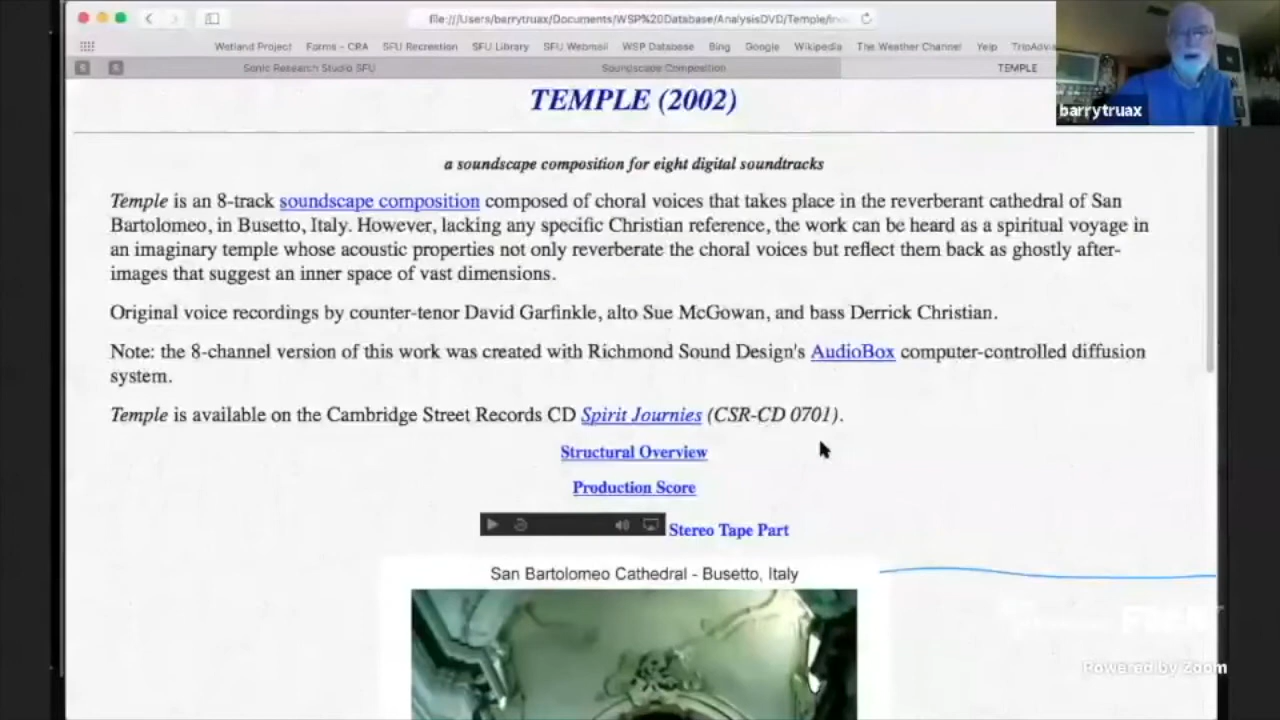 file:///Users/barrytruax/Documents/WSP%20Database/AnalysisDVD/Temple/
Wetland Project Forms - CRA SFU Recreation SFU Library SFU Webmail WSP Database Bing Google Wikipedia The Weather Channel Yelp TripAdv
S S Sonic Research Studio SFU Soundscape Composition TEMPLE
barrytruax
TEMPLE (2002)
a soundscape composition for eight digital soundtracks
Temple is an 8-track soundscape composition composed of choral voices that takes place in the reverberant cathedral of San
Bartolomeo, in Busetto, Italy. However, lacking any specific Christian reference, the work can be heard as a spiritual voyage in
an imaginary temple whose acoustic properties not only reverberate the choral voices but reflect them back as ghostly after-
images that suggest an inner space of vast dimensions.
Original voice recordings by counter-tenor David Garfinkle, alto Sue McGowan, and bass Derrick Christian.
Note: the 8-channel version of this work was created with Richmond Sound Design's AudioBox computer-controlled diffusion
system.
Temple is available on the Cambridge Street Records CD Spirit Journies (CSR-CD 0701).
Structural Overview
Production Score
Stereo Tape Part
San Bartolomeo Cathedral - Busetto, Italy
Powered by Zoom